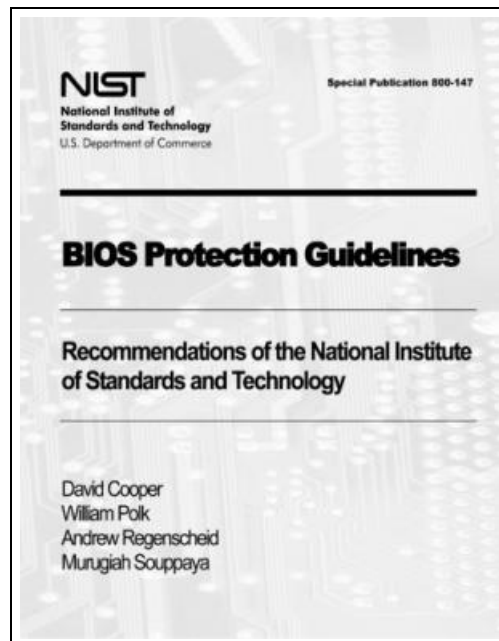 NIST
Special Publication 800-147
National Institute of
Standards and Technology
U.S. Department of Commerce
BIOS Protection Guidelines
Recommendations of the National Institute
of Standards and Technology
David Cooper
William Polk
Andrew Regenscheid
Murugiah Souppaya